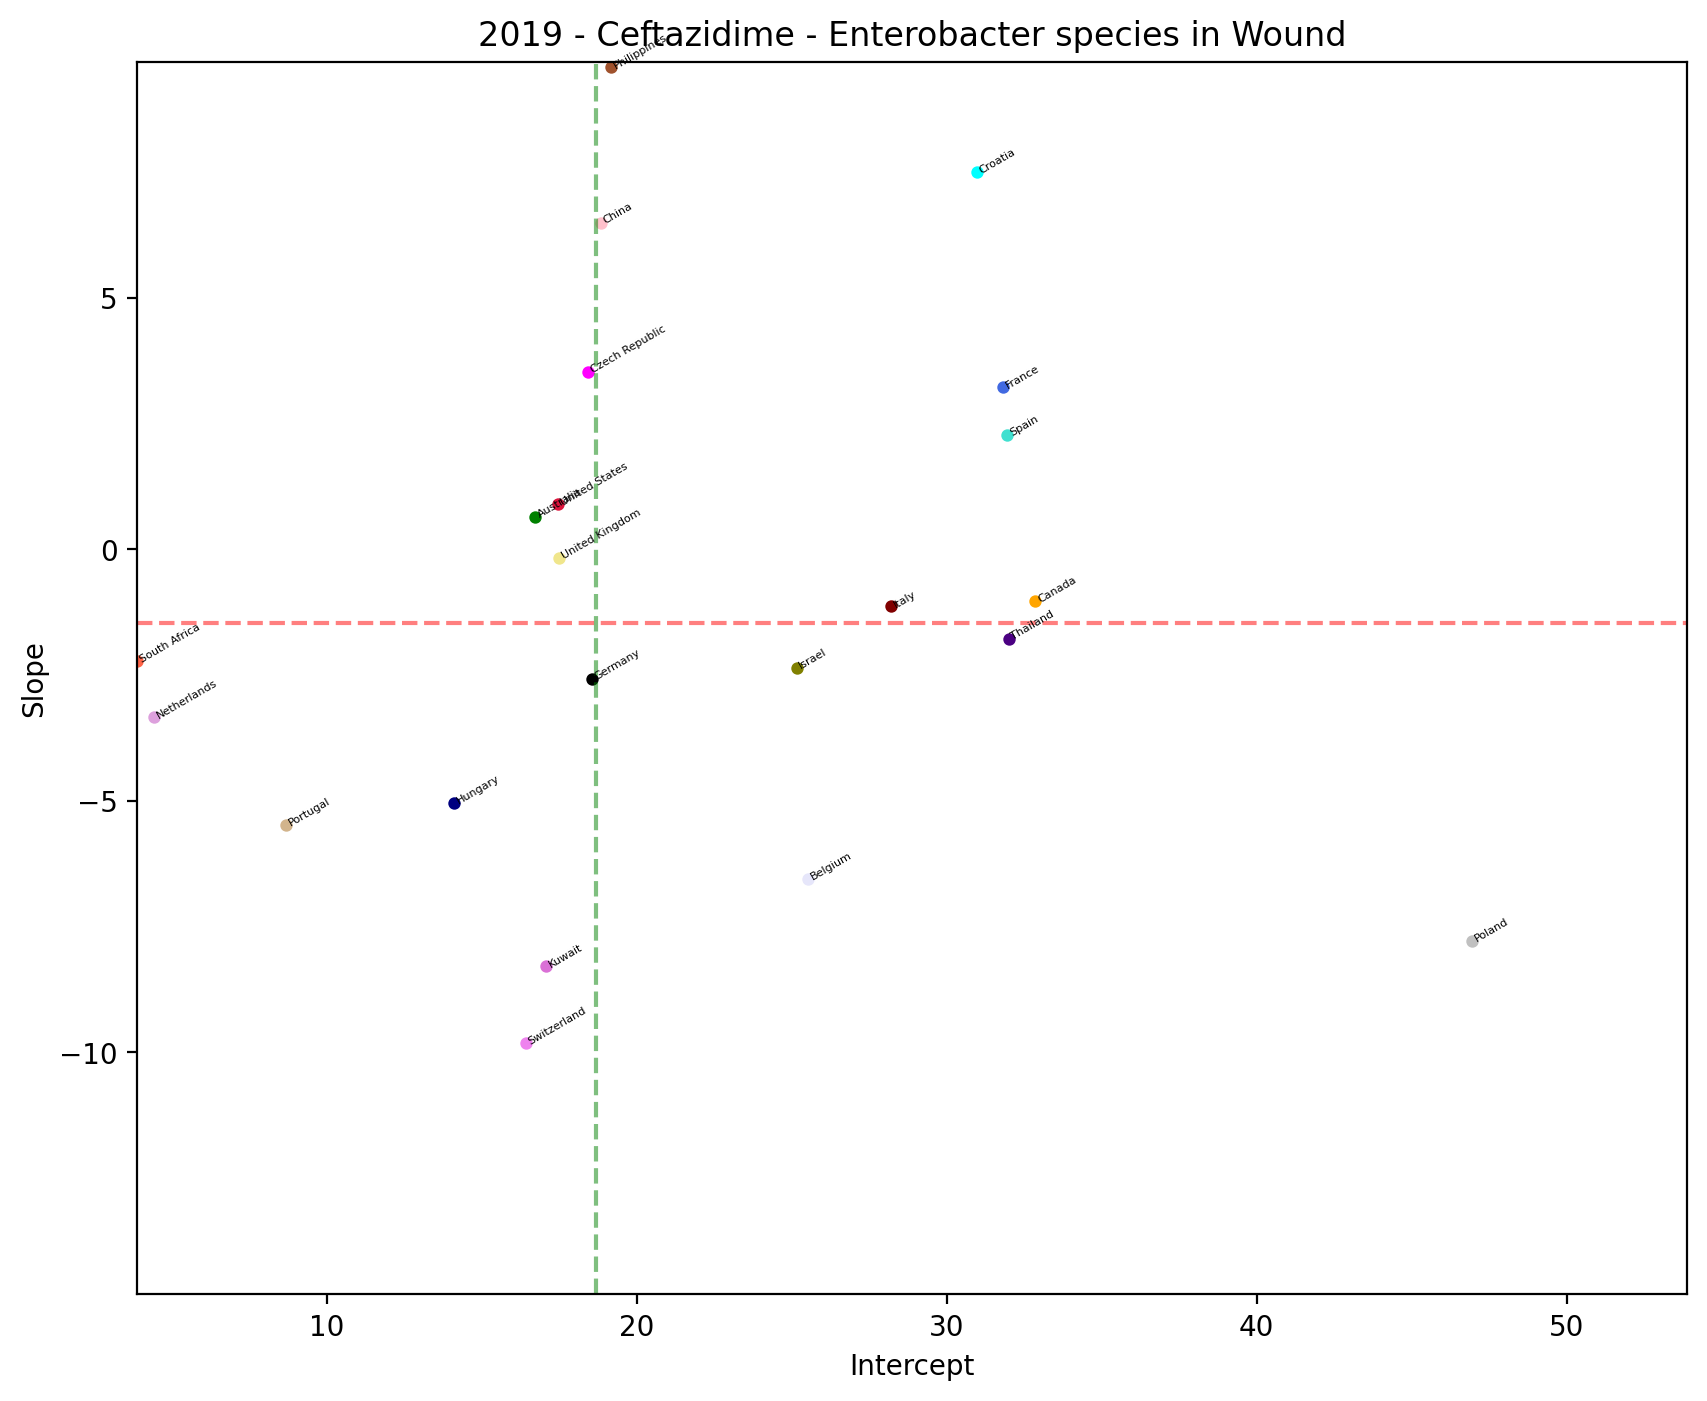 2019 - Ceftazidime - Enterobacter species in Wound
Philippines
Croatia
China
5
Czech Republic
France
Spain
United States
Australia
United Kingdom
0
Canada
Italy
Thailand
South Africa
Germany
Israel
Netherlands
Slope
Hungary
−5
Portugal
Belgium
Poland
Kuwait
Switzerland
−10
10
20
30
40
50
Intercept